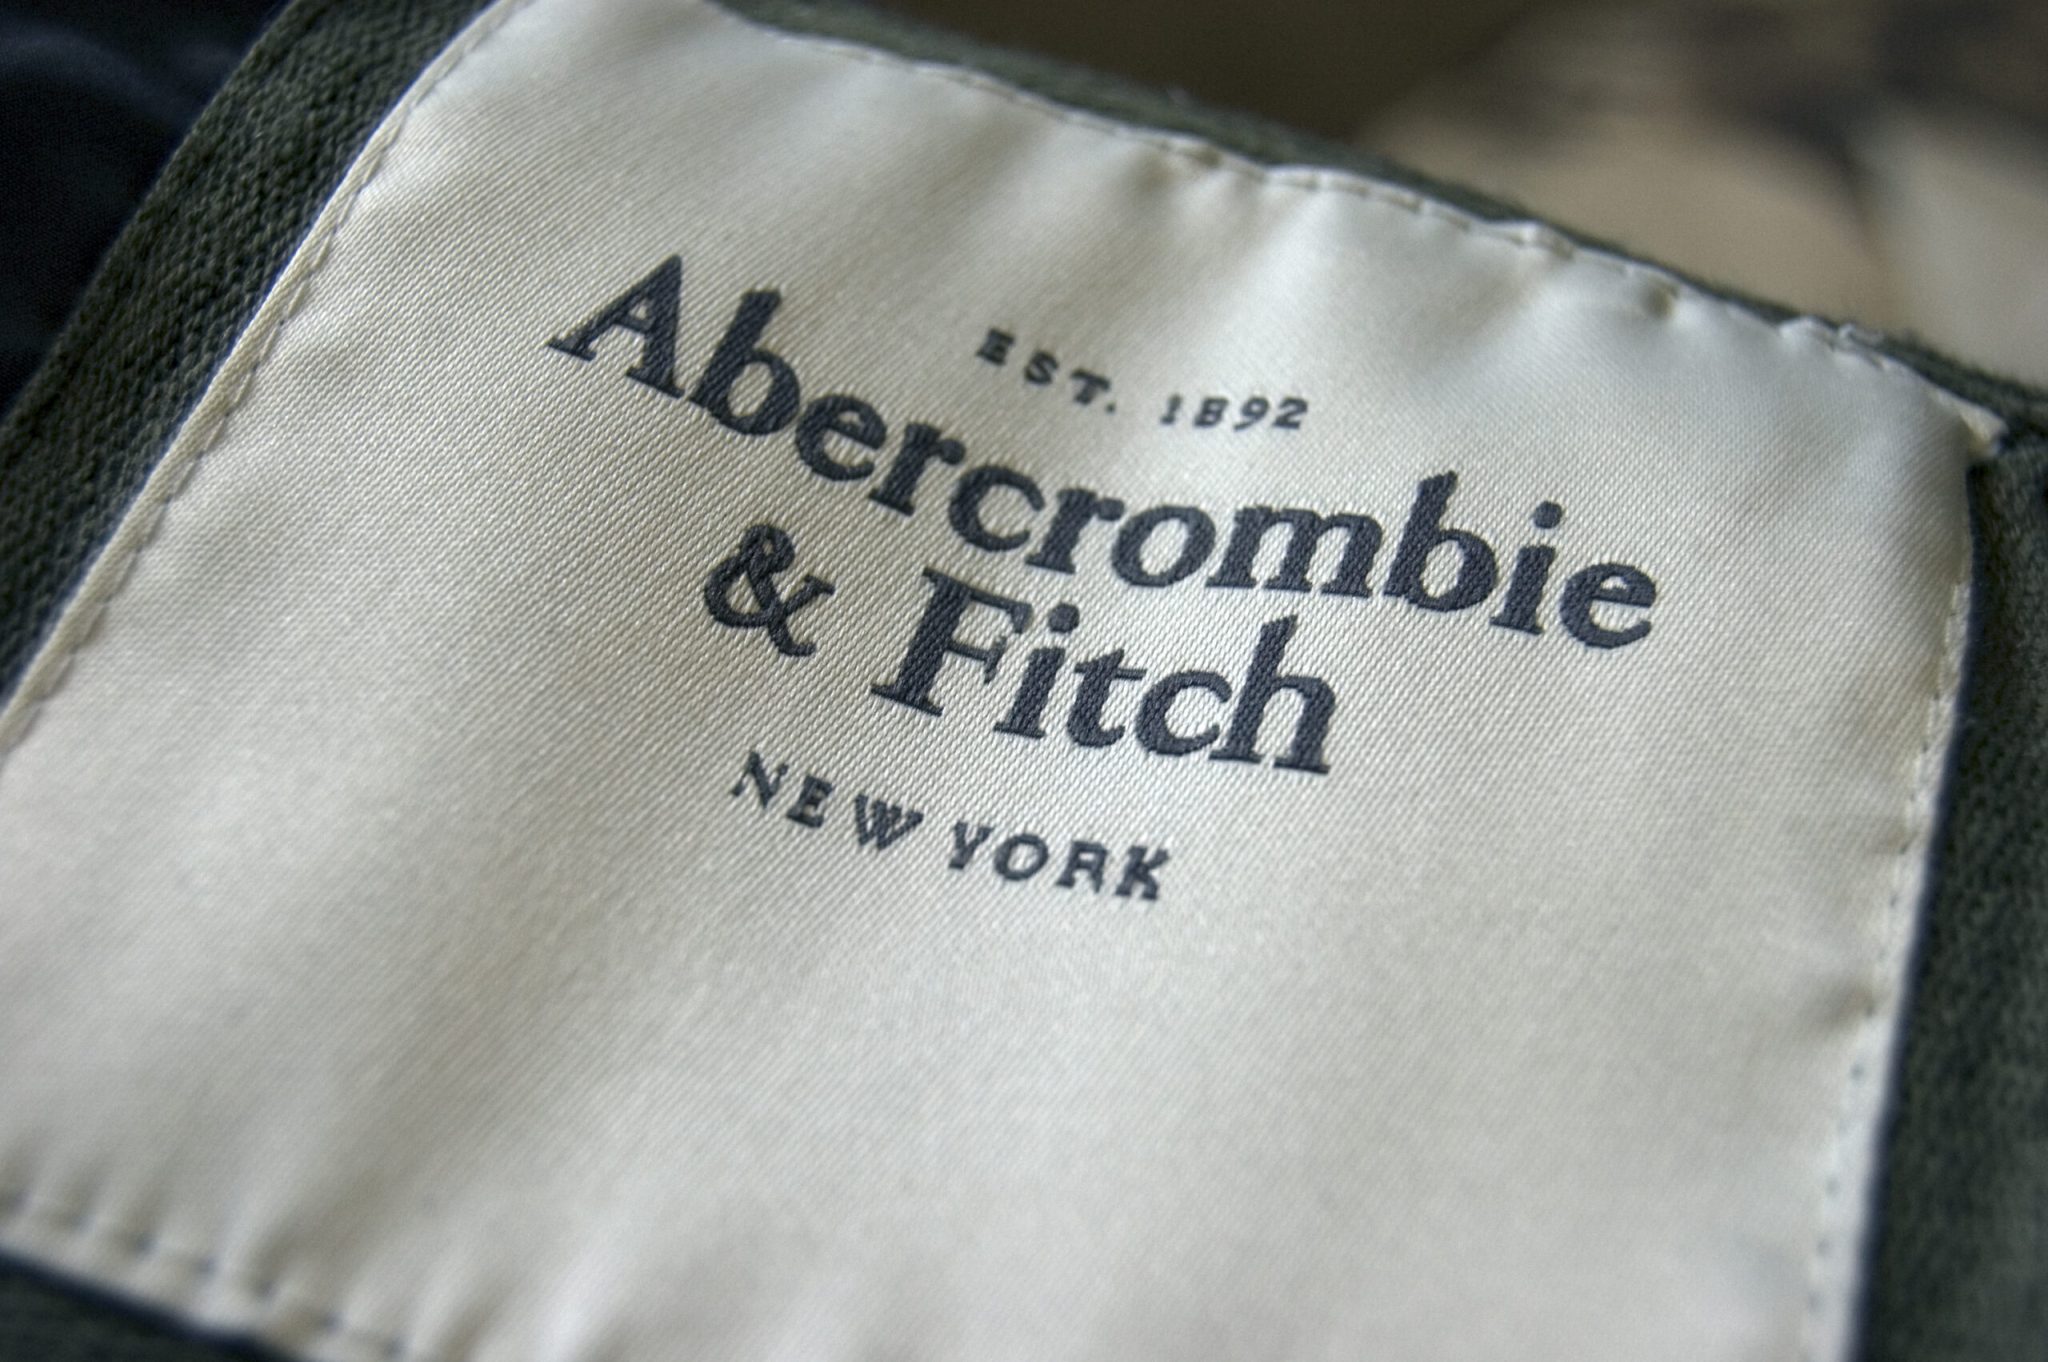 EST. 1892
Abercrombie
& Fitch
NEW YORK